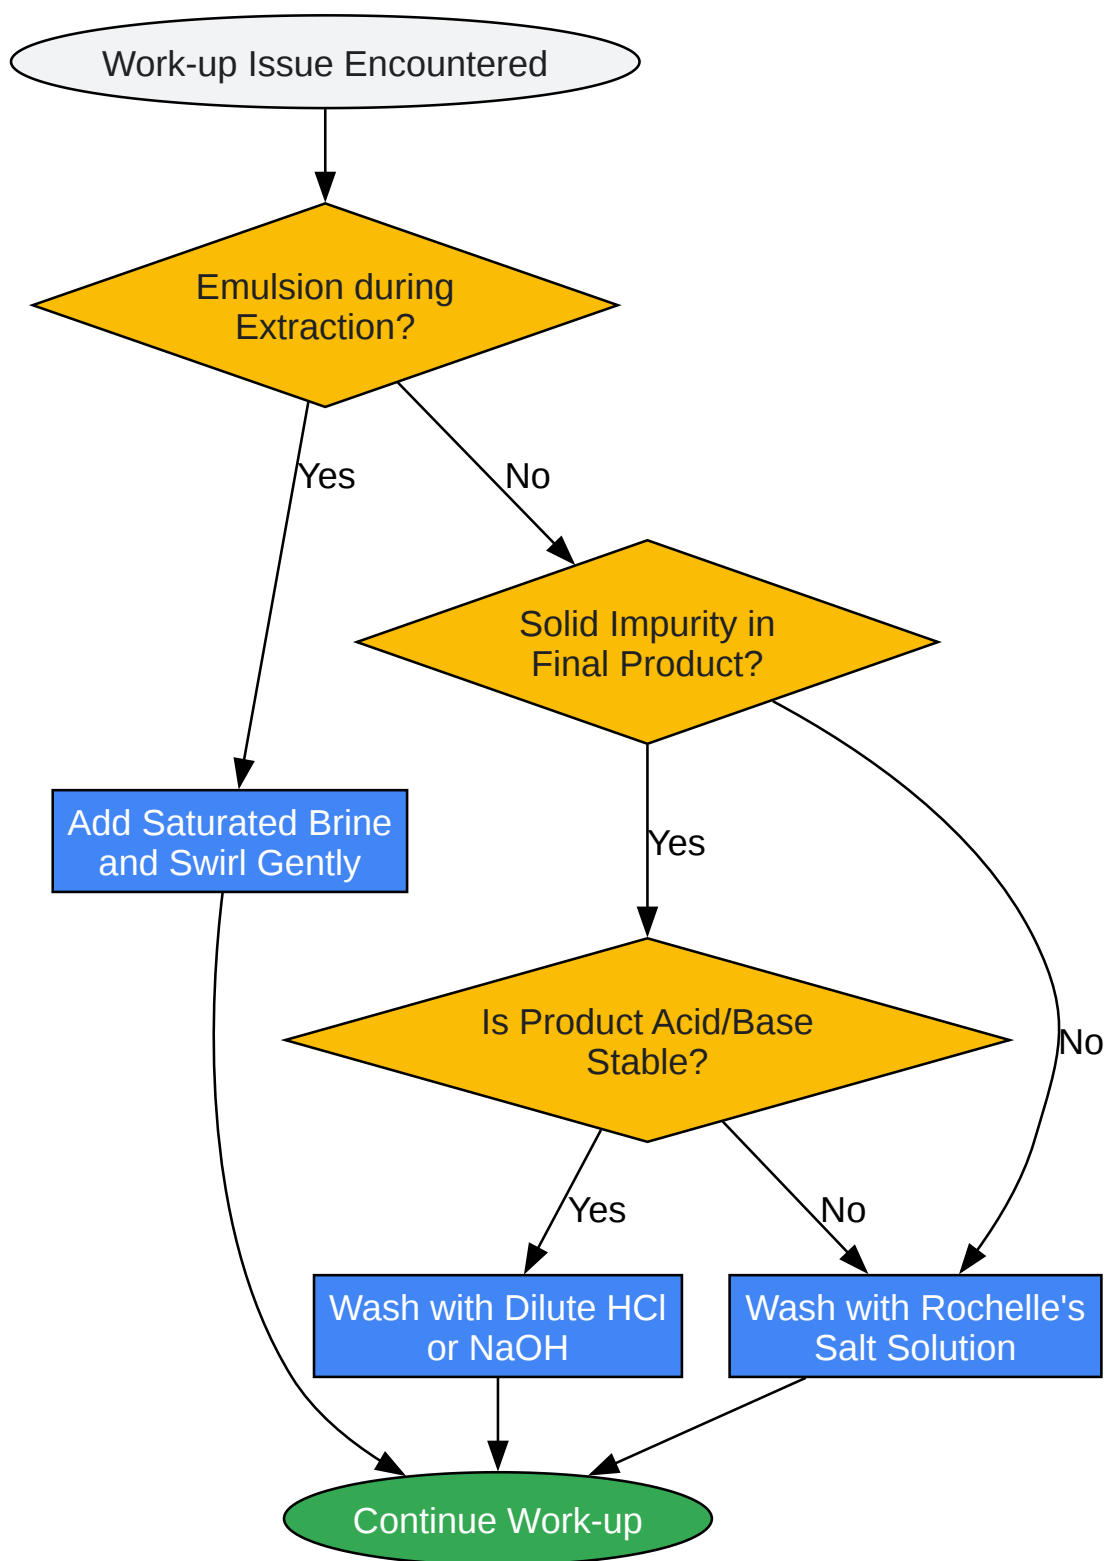 Work-up Issue Encountered
Emulsion during
Extraction?
Yes
No
Solid Impurity in
Final Product?
Add Saturated Brine
and Swirl Gently
Yes
No
Is Product Acid/Base
Stable?
Yes
No
Wash with Dilute HCl
or NaOH
Wash with Rochelle's
Salt Solution
Continue Work-up